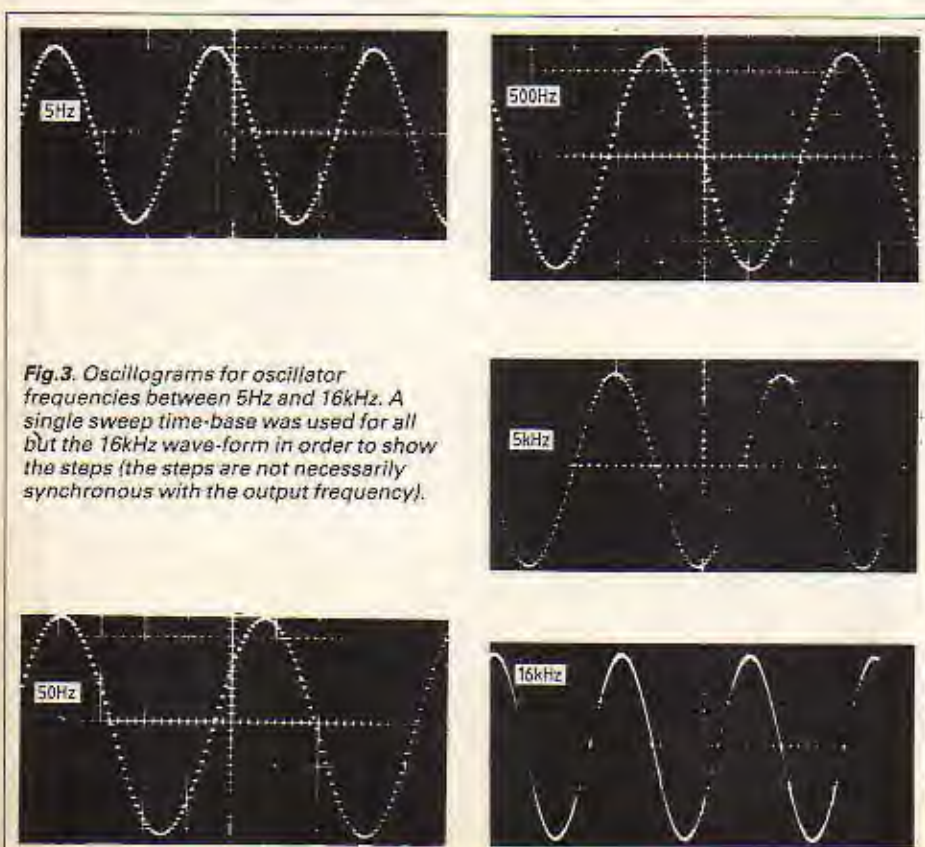 5Hz
500Hz
Fig.3. Oscillograms for oscillator
frequencies between 5Hz and 16kHz. A
single sweep time-base was used for all
but the 16kHz wave-form in order to show
the steps (the steps are not necessarily
synchronous with the output frequency).
5kHz
50Hz
16kHz